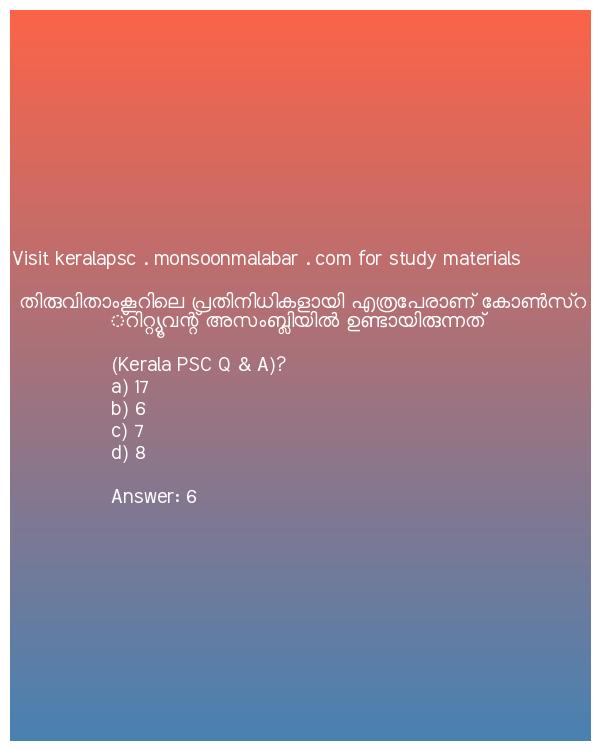 Visit keralapsc . monsoonmalabar . com for study materials
തിരുവിതാംകൂറിലെ പ്രതിനിധികളായി എത്രപേരാണ് കോൺസ്റ
്റിറ്റ്യൂവന്റ് അസംബ്ലിയിൽ ഉണ്ടായിരുന്നത്
(Kerala PSC Q & A)?
a) 17
b) 6
c) 7
d) 8
Answer: 6